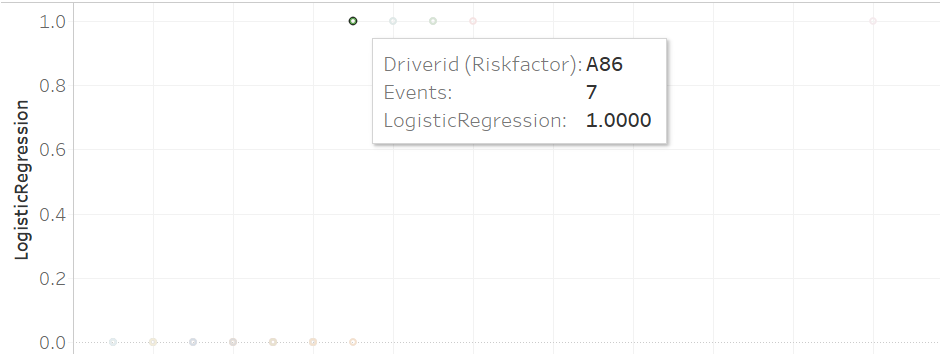 1.0
0.8
0.6
0.4
0.2
0.0
LogisticRegression
Driverid (Riskfactor): A86
Events: 7
LogisticRegression: 1.0000